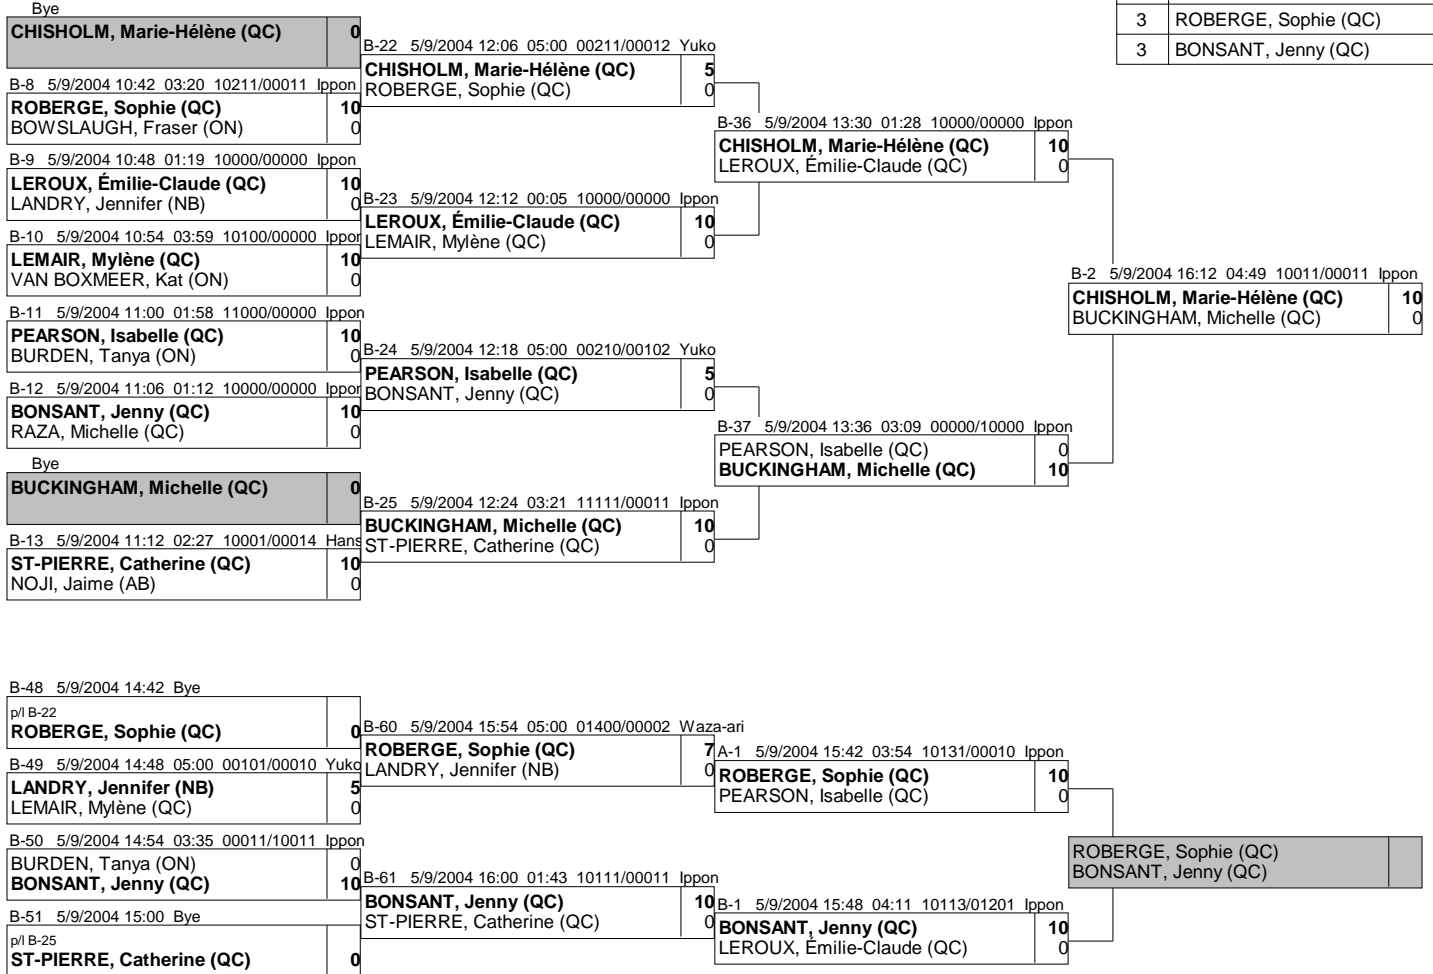 Bye
CHISHOLM, Marie-Hélène (QC) 0
B-8 5/9/2004 10:42 03:20 10211/00011 Ippon
ROBERGE, Sophie (QC) 10
BOWSLAUGH, Fraser (ON) 0
B-9 5/9/2004 10:48 01:19 10000/00000 Ippon
LEROUX, Émilie-Claude (QC) 10
LANDRY, Jennifer (NB) 0
B-10 5/9/2004 10:54 03:59 10100/00000 Ippon
LEMAIR, Mylène (QC) 10
VAN BOXMEER, Kat (ON) 0
B-11 5/9/2004 11:00 01:58 11000/00000 Ippon
PEARSON, Isabelle (QC) 10
BURDEN, Tanya (ON) 0
B-12 5/9/2004 11:06 01:12 10000/00000 Ippon
BONSANT, Jenny (QC) 10
RAZA, Michelle (QC) 0
Bye
BUCKINGHAM, Michelle (QC) 0
B-13 5/9/2004 11:12 02:27 10001/00014 Hans
ST-PIERRE, Catherine (QC) 10
NOJI, Jaime (AB) 0
B-22 5/9/2004 12:06 05:00 00211/00012 Yuko
CHISHOLM, Marie-Hélène (QC) 5
ROBERGE, Sophie (QC) 0
B-23 5/9/2004 12:12 00:05 10000/00000 Ippon
LEROUX, Émilie-Claude (QC) 10
LEMAIR, Mylène (QC) 0
B-24 5/9/2004 12:18 05:00 00210/00102 Yuko
PEARSON, Isabelle (QC) 5
BONSANT, Jenny (QC) 0
B-25 5/9/2004 12:24 03:21 11111/00011 Ippon
BUCKINGHAM, Michelle (QC) 10
ST-PIERRE, Catherine (QC) 0
B-36 5/9/2004 13:30 01:28 10000/00000 Ippon
CHISHOLM, Marie-Hélène (QC) 10
LEROUX, Émilie-Claude (QC) 0
B-37 5/9/2004 13:36 03:09 00000/10000 Ippon
PEARSON, Isabelle (QC) 0
BUCKINGHAM, Michelle (QC) 10
3 ROBERGE, Sophie (QC)
3 BONSANT, Jenny (QC)
B-2 5/9/2004 16:12 04:49 10011/00011 Ippon
CHISHOLM, Marie-Hélène (QC) 10
BUCKINGHAM, Michelle (QC) 0
B-48 5/9/2004 14:42 Bye
p/l B-22
ROBERGE, Sophie (QC) 0
B-49 5/9/2004 14:48 05:00 00101/00010 Yuko
LANDRY, Jennifer (NB) 5
LEMAIR, Mylène (QC) 0
B-50 5/9/2004 14:54 03:35 00011/10011 Ippon
BURDEN, Tanya (ON) 0
BONSANT, Jenny (QC) 10
B-51 5/9/2004 15:00 Bye
p/l B-25
ST-PIERRE, Catherine (QC) 0
B-60 5/9/2004 15:54 05:00 01400/00002 Waza-ari
ROBERGE, Sophie (QC) 7
LANDRY, Jennifer (NB) 0
B-61 5/9/2004 16:00 01:43 10111/00011 Ippon
BONSANT, Jenny (QC) 10
ST-PIERRE, Catherine (QC) 0
A-1 5/9/2004 15:42 03:54 10131/00010 Ippon
ROBERGE, Sophie (QC) 10
PEARSON, Isabelle (QC) 0
B-1 5/9/2004 15:48 04:11 10113/01201 Ippon
BONSANT, Jenny (QC) 10
LEROUX, Émilie-Claude (QC) 0
ROBERGE, Sophie (QC)
BONSANT, Jenny (QC)